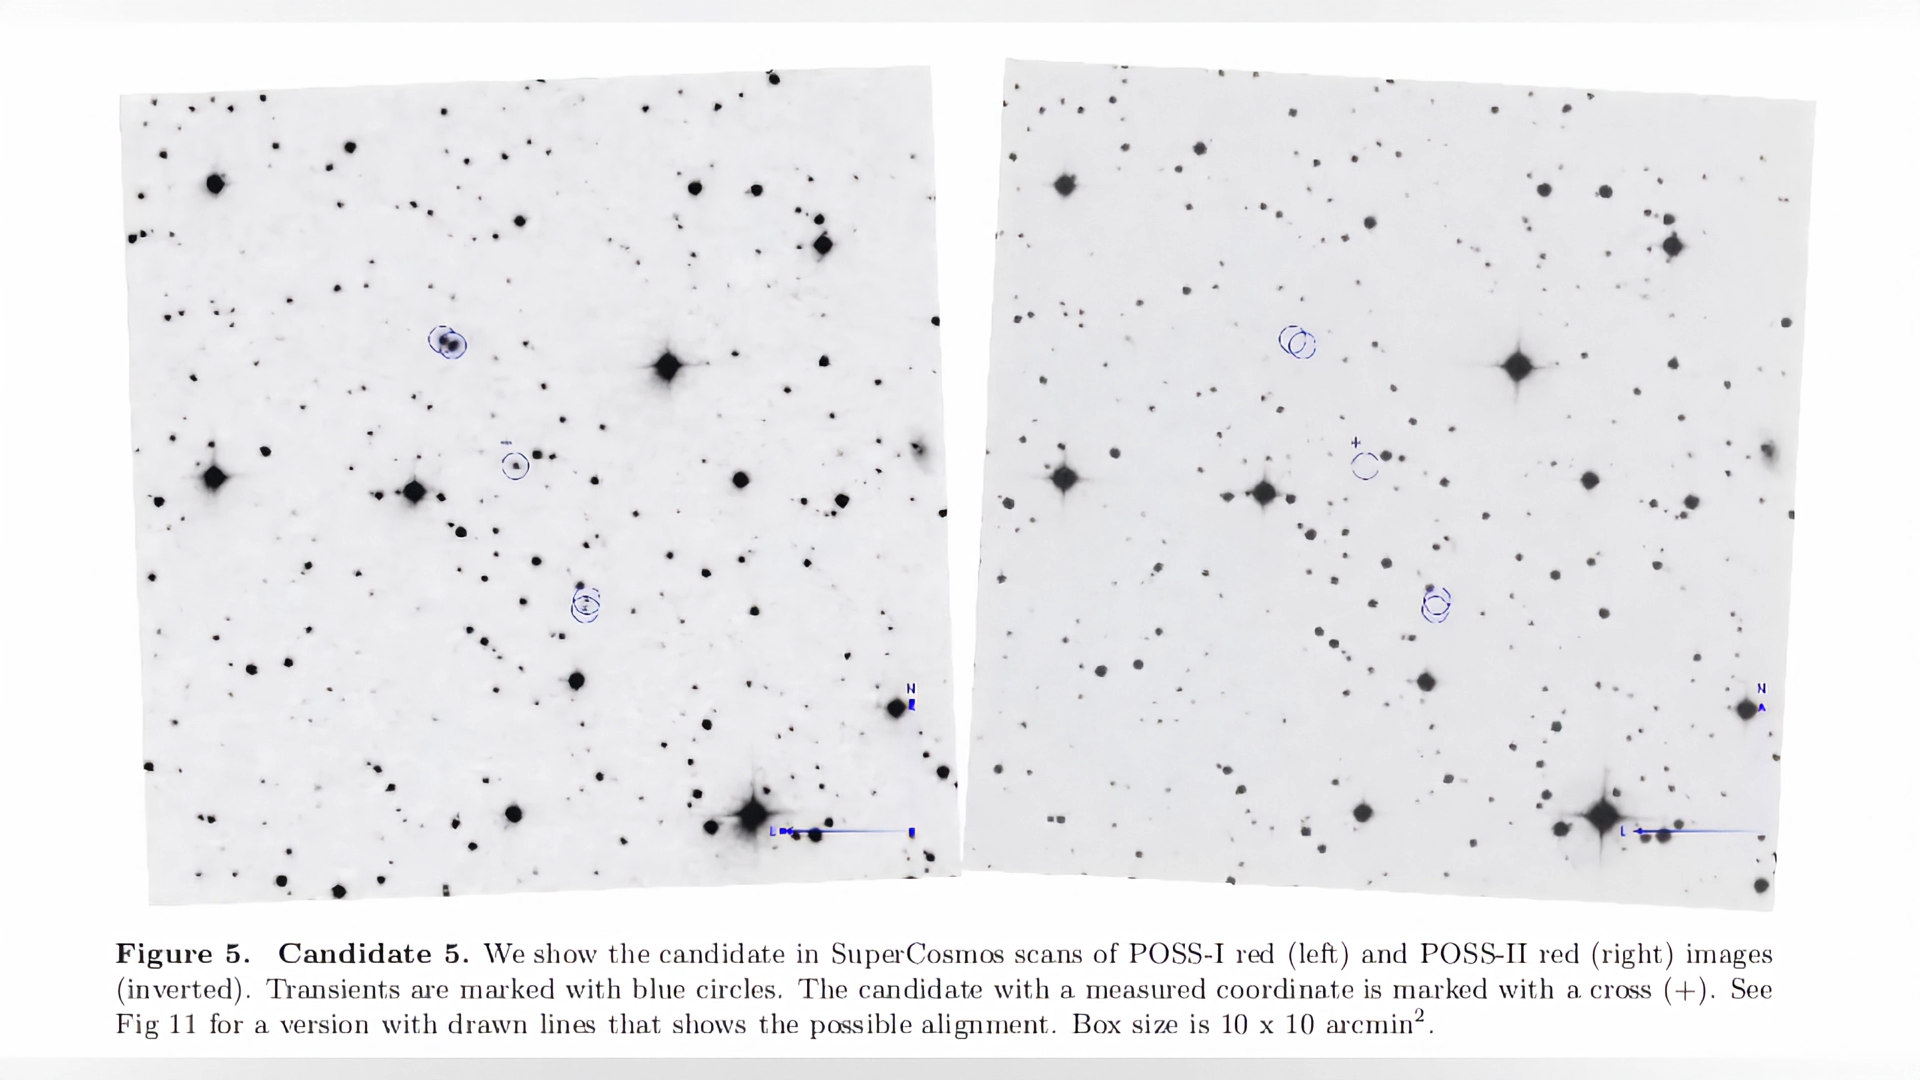 N
L
N
L
Figure 5. Candidate 5. We show the candidate in SuperCosmos scans of POSS-I red (left) and POSS-II red (right) images
(inverted). Transients are marked with blue circles. The candidate with a measured coordinate is marked with a cross (+). See
Fig 11 for a version with drawn lines that shows the possible alignment. Box size is 10 x 10 arcmin².